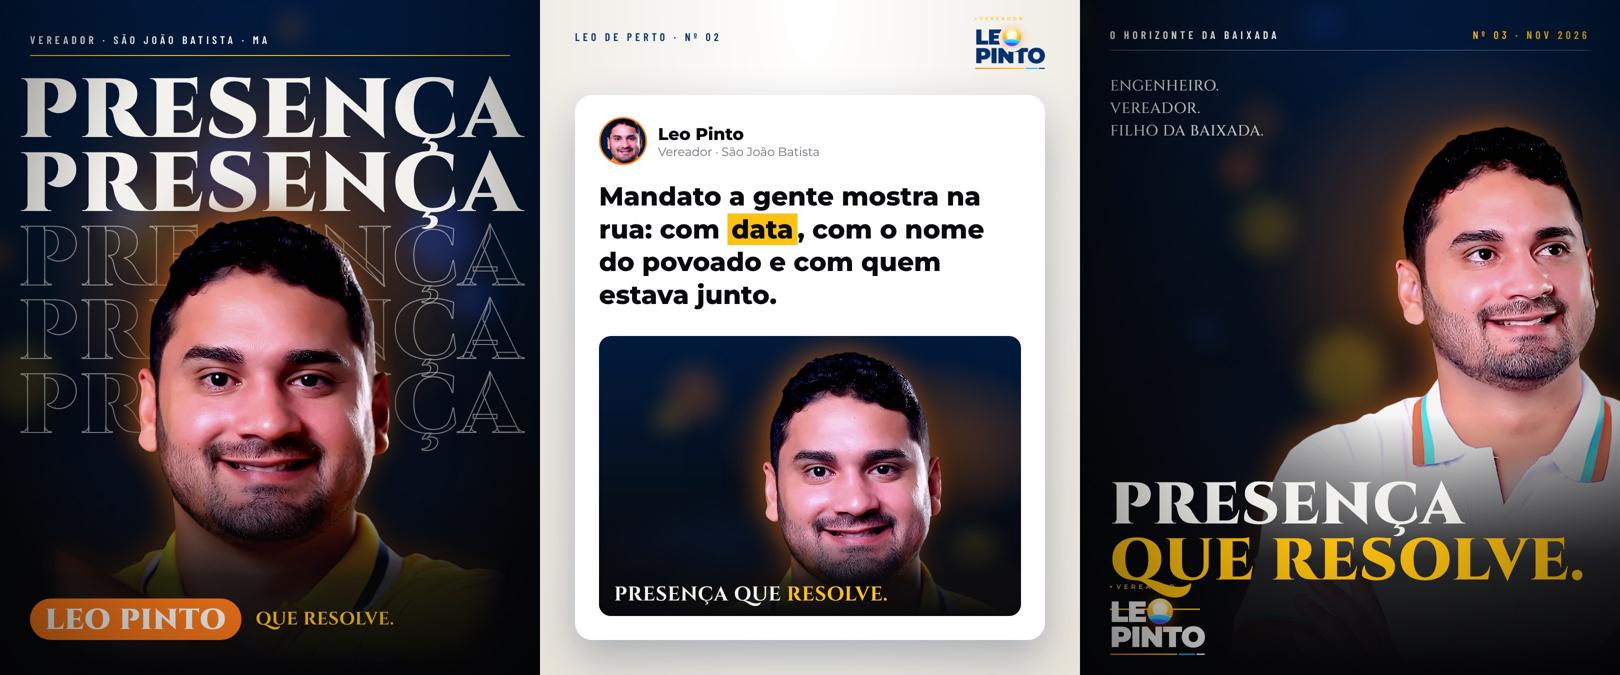 VEREADOR · SÃO JOÃO BATISTA · MA
PRESENÇA
PRESENÇA
PRESENÇA
PRESENÇA
PRESENÇA
LEO PINTO
QUE RESOLVE.
LEO DE PERTO · Nº 02
• VEREADOR
LEO
PINTO
Leo Pinto
Vereador · São João Batista
Mandato a gente mostra na
rua: com data, com o nome
do povoado e com quem
estava junto.
PRESENÇA QUE RESOLVE.
O HORIZONTE DA BAIXADA
Nº 03 · NOV 2026
ENGENHEIRO.
VEREADOR.
FILHO DA BAIXADA.
PRESENÇA
QUE RESOLVE.
• VEREADOR
LEO
PINTO